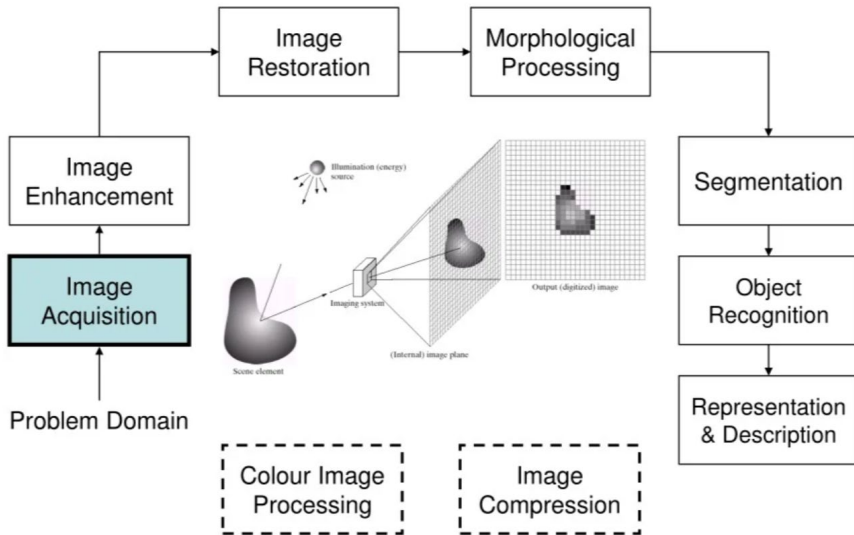 Image
Restoration
Morphological
Processing
Image
Enhancement
Illumination (energy)
source
Segmentation
Image
Acquisition
Imaging system
Output (digitized) image
Object
Recognition
(Internal) image plane
Scene element
Problem Domain
Representation
& Description
Colour Image
Processing
Image
Compression